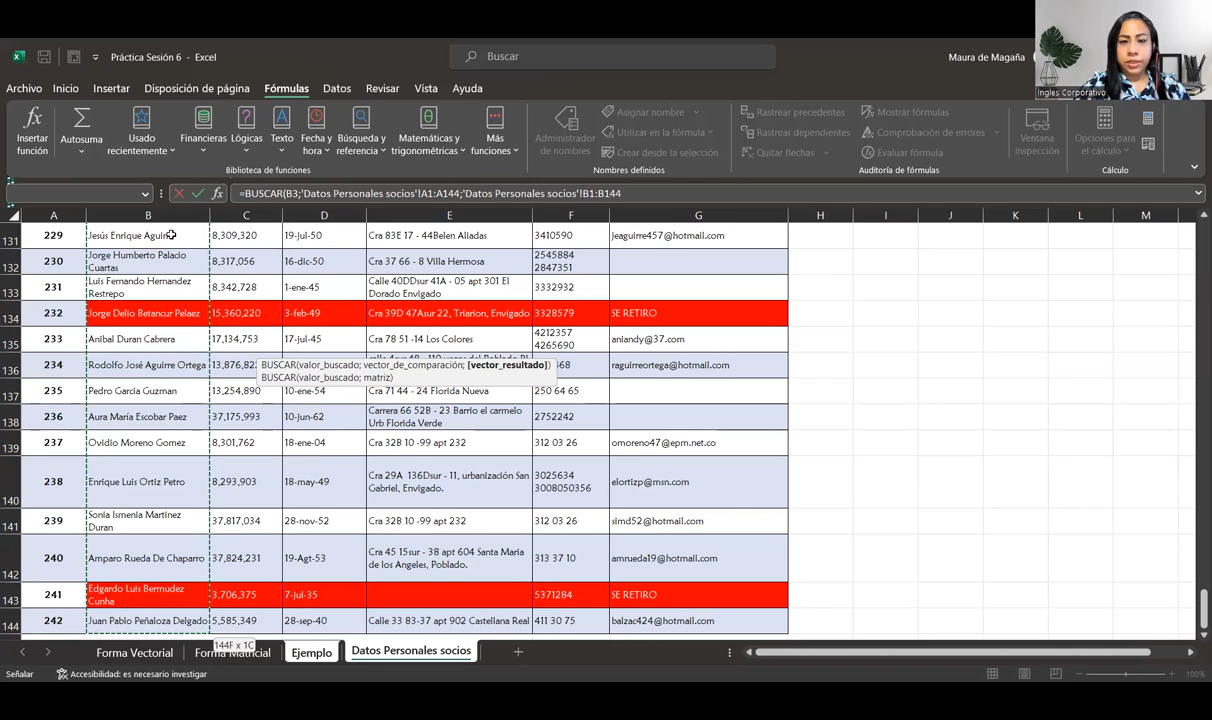 Práctica Sesión 6 - Excel
Buscar
Maura de Magaña
Ingles Corporativo
Archivo Inicio Insertar Disposición de página Fórmulas Datos Revisar Vista Ayuda
Insertar función
Autosuma
Usado recientemente
Financieras
Lógicas
Texto
Fecha y hora
Búsqueda y referencia
Matemáticas y trigonométricas
Más funciones
Biblioteca de funciones
Administrador de nombres
Asignar nombre
Utilizar en la fórmula
Crear desde la selección
Nombres definidos
Rastrear precedentes
Rastrear dependientes
Quitar flechas
Mostrar fórmulas
Comprobación de errores
Evaluar fórmula
Auditoría de fórmulas
Ventana Inspección
Opciones para el cálculo
Cálculo
fx =BUSCAR(B3;'Datos Personales socios'!A1:A144;'Datos Personales socios'!B1:B144
A B C D E F G H I J K L M
131 229 Jesús Enrique 8,309,320 19-jul-50 Cra 83E 17 - 44Belen Aliadas 3410590 jeaguirre457@hotmail.com
132 230 Jorge Humberto Palacio Cuartas 8,317,056 16-dic-50 Cra 37 66 - 8 Villa Hermosa 2545884 2847351
133 231 Luis Fernando Hernandez Restrepo 8,342,728 1-ene-45 Calle 40DDsur 41A - 05 apt 301 El Dorado Envigado 3332932
134 232 Jorge Delio Betancur Pelaez 15,360,220 3-feb-49 Cra 39D 47Asur 22, Triarlon, Envigado 3328579 SE RETIRO
135 233 Anibal Duran Cabrera 17,134,753 17-jul-45 Cra 78 51 -14 Los Colores 4212357 4265690 aniandy@37.com
136 234 Rodolfo José Aguirre Ortega 13,876,82 468 raguirreortega@hotmail.com
BUSCAR(valor_buscado; vector_de_comparación; [vector_resultado])
BUSCAR(valor_buscado; matriz)
137 235 Pedro Garcia Guzman 13,254,890 10-ene-54 Cra 71 44 - 24 Florida Nueva 250 64 65
138 236 Aura María Escobar Paez 37,175,993 10-jun-62 Carrera 66 52B - 23 Barrio el carmelo Urb Florida Verde 2752242
139 237 Ovidio Moreno Gomez 8,301,762 18-ene-04 Cra 32B 10 -99 apt 232 312 03 26 omoreno47@epm.net.co
140 238 Enrique Luis Ortiz Petro 8,293,903 18-may-49 Cra 29A 136Dsur - 11, urbanización San Gabriel, Envigado. 3025634 3008050356 elortizp@msn.com
141 239 Sonia Ismenia Martinez Duran 37,817,034 28-nov-52 Cra 32B 10 -99 apt 232 312 03 26 simd52@hotmail.com
142 240 Amparo Rueda De Chaparro 37,824,231 19-Agt-53 Cra 45 15sur - 38 apt 604 Santa María de los Angeles, Poblado. 313 37 10 amrueda19@hotmail.com
143 241 Edgardo Luis Bermudez Cunha 3,706,375 7-jul-35 5371284 SE RETIRO
144 242 Juan Pablo Peñaloza Delgado 5,585,349 28-sep-40 Calle 33 83-37 apt 902 Castellana Real 411 30 75 balzac424@hotmail.com
144F x 1C
Forma Vectorial Forma Matricial Ejemplo Datos Personales socios
Señalar Accesibilidad: es necesario investigar 100%